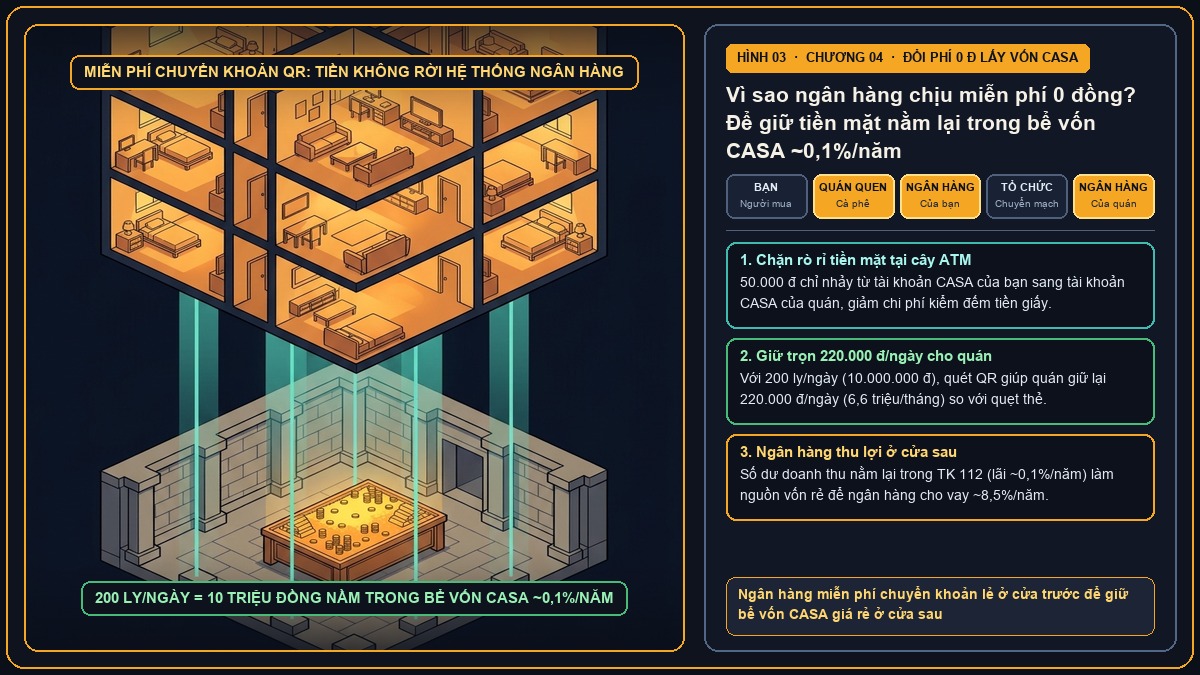 MIỄN PHÍ CHUYỂN KHOẢN QR: TIỀN KHÔNG RỜI HỆ THỐNG NGÂN HÀNG
200 LY/NGÀY = 10 TRIỆU ĐỒNG NẰM TRONG BỂ VỐN CASA ~0,1%/NĂM
HÌNH 03 · CHƯƠNG 04 · ĐỔI PHÍ 0 Đ LẤY VỐN CASA
Vì sao ngân hàng chịu miễn phí 0 đồng?
Để giữ tiền mặt nằm lại trong bể vốn
CASA ~0,1%/năm
BẠN
Người mua
QUÁN QUEN
Cà phê
NGÂN HÀNG
Của bạn
TỔ CHỨC
Chuyển mạch
NGÂN HÀNG
Của quán
1. Chặn rò rỉ tiền mặt tại cây ATM
50.000 đ chỉ nhảy từ tài khoản CASA của bạn sang tài khoản
CASA của quán, giảm chi phí kiểm đếm tiền giấy.
2. Giữ trọn 220.000 đ/ngày cho quán
Với 200 ly/ngày (10.000.000 đ), quét QR giúp quán giữ lại
220.000 đ/ngày (6,6 triệu/tháng) so với quẹt thẻ.
3. Ngân hàng thu lợi ở cửa sau
Số dư doanh thu nằm lại trong TK 112 (lãi ~0,1%/năm) làm
nguồn vốn rẻ để ngân hàng cho vay ~8,5%/năm.
Ngân hàng miễn phí chuyển khoản lẻ ở cửa trước để giữ
bể vốn CASA giá rẻ ở cửa sau